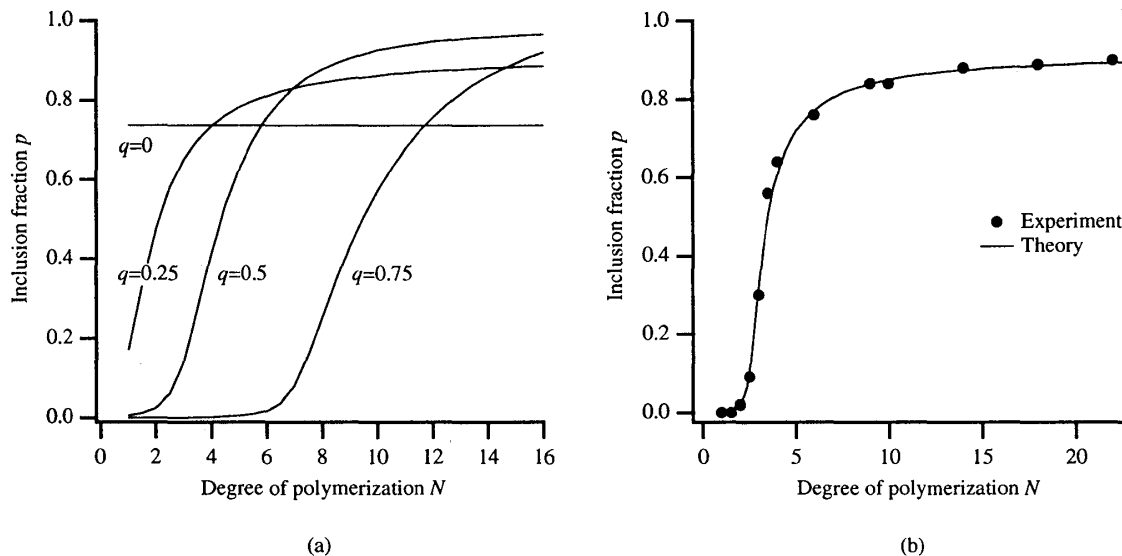 1.0
0.8
0.6
0.4
0.2
0.0
Inclusion fraction p
q=0
q=0.25
q=0.5
q=0.75
0 2 4 6 8 10 12 14 16
Degree of polymerization N
(a)
1.0
0.8
0.6
0.4
0.2
0.0
Inclusion fraction p
Experiment
Theory
0 5 10 15 20
Degree of polymerization N
(b)